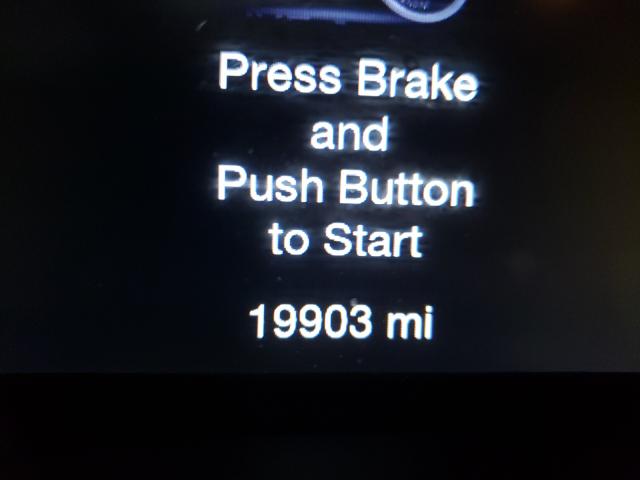 Press Brake
and
Push Button
to Start
19903 mi